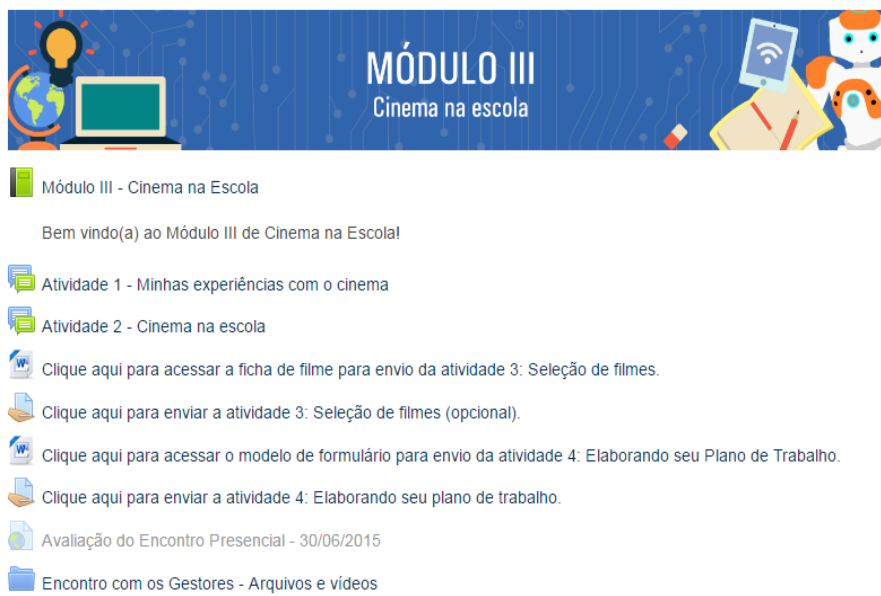 MÓDULO III
Cinema na escola
Módulo III - Cinema na Escola
Bem vindo(a) ao Módulo III de Cinema na Escola!
Atividade 1 - Minhas experiências com o cinema
Atividade 2 - Cinema na escola
Clique aqui para acessar a ficha de filme para envio da atividade 3: Seleção de filmes.
Clique aqui para enviar a atividade 3: Seleção de filmes (opcional).
Clique aqui para acessar o modelo de formulário para envio da atividade 4: Elaborando seu Plano de Trabalho.
Clique aqui para enviar a atividade 4: Elaborando seu plano de trabalho.
Avaliação do Encontro Presencial - 30/06/2015
Encontro com os Gestores - Arquivos e vídeos